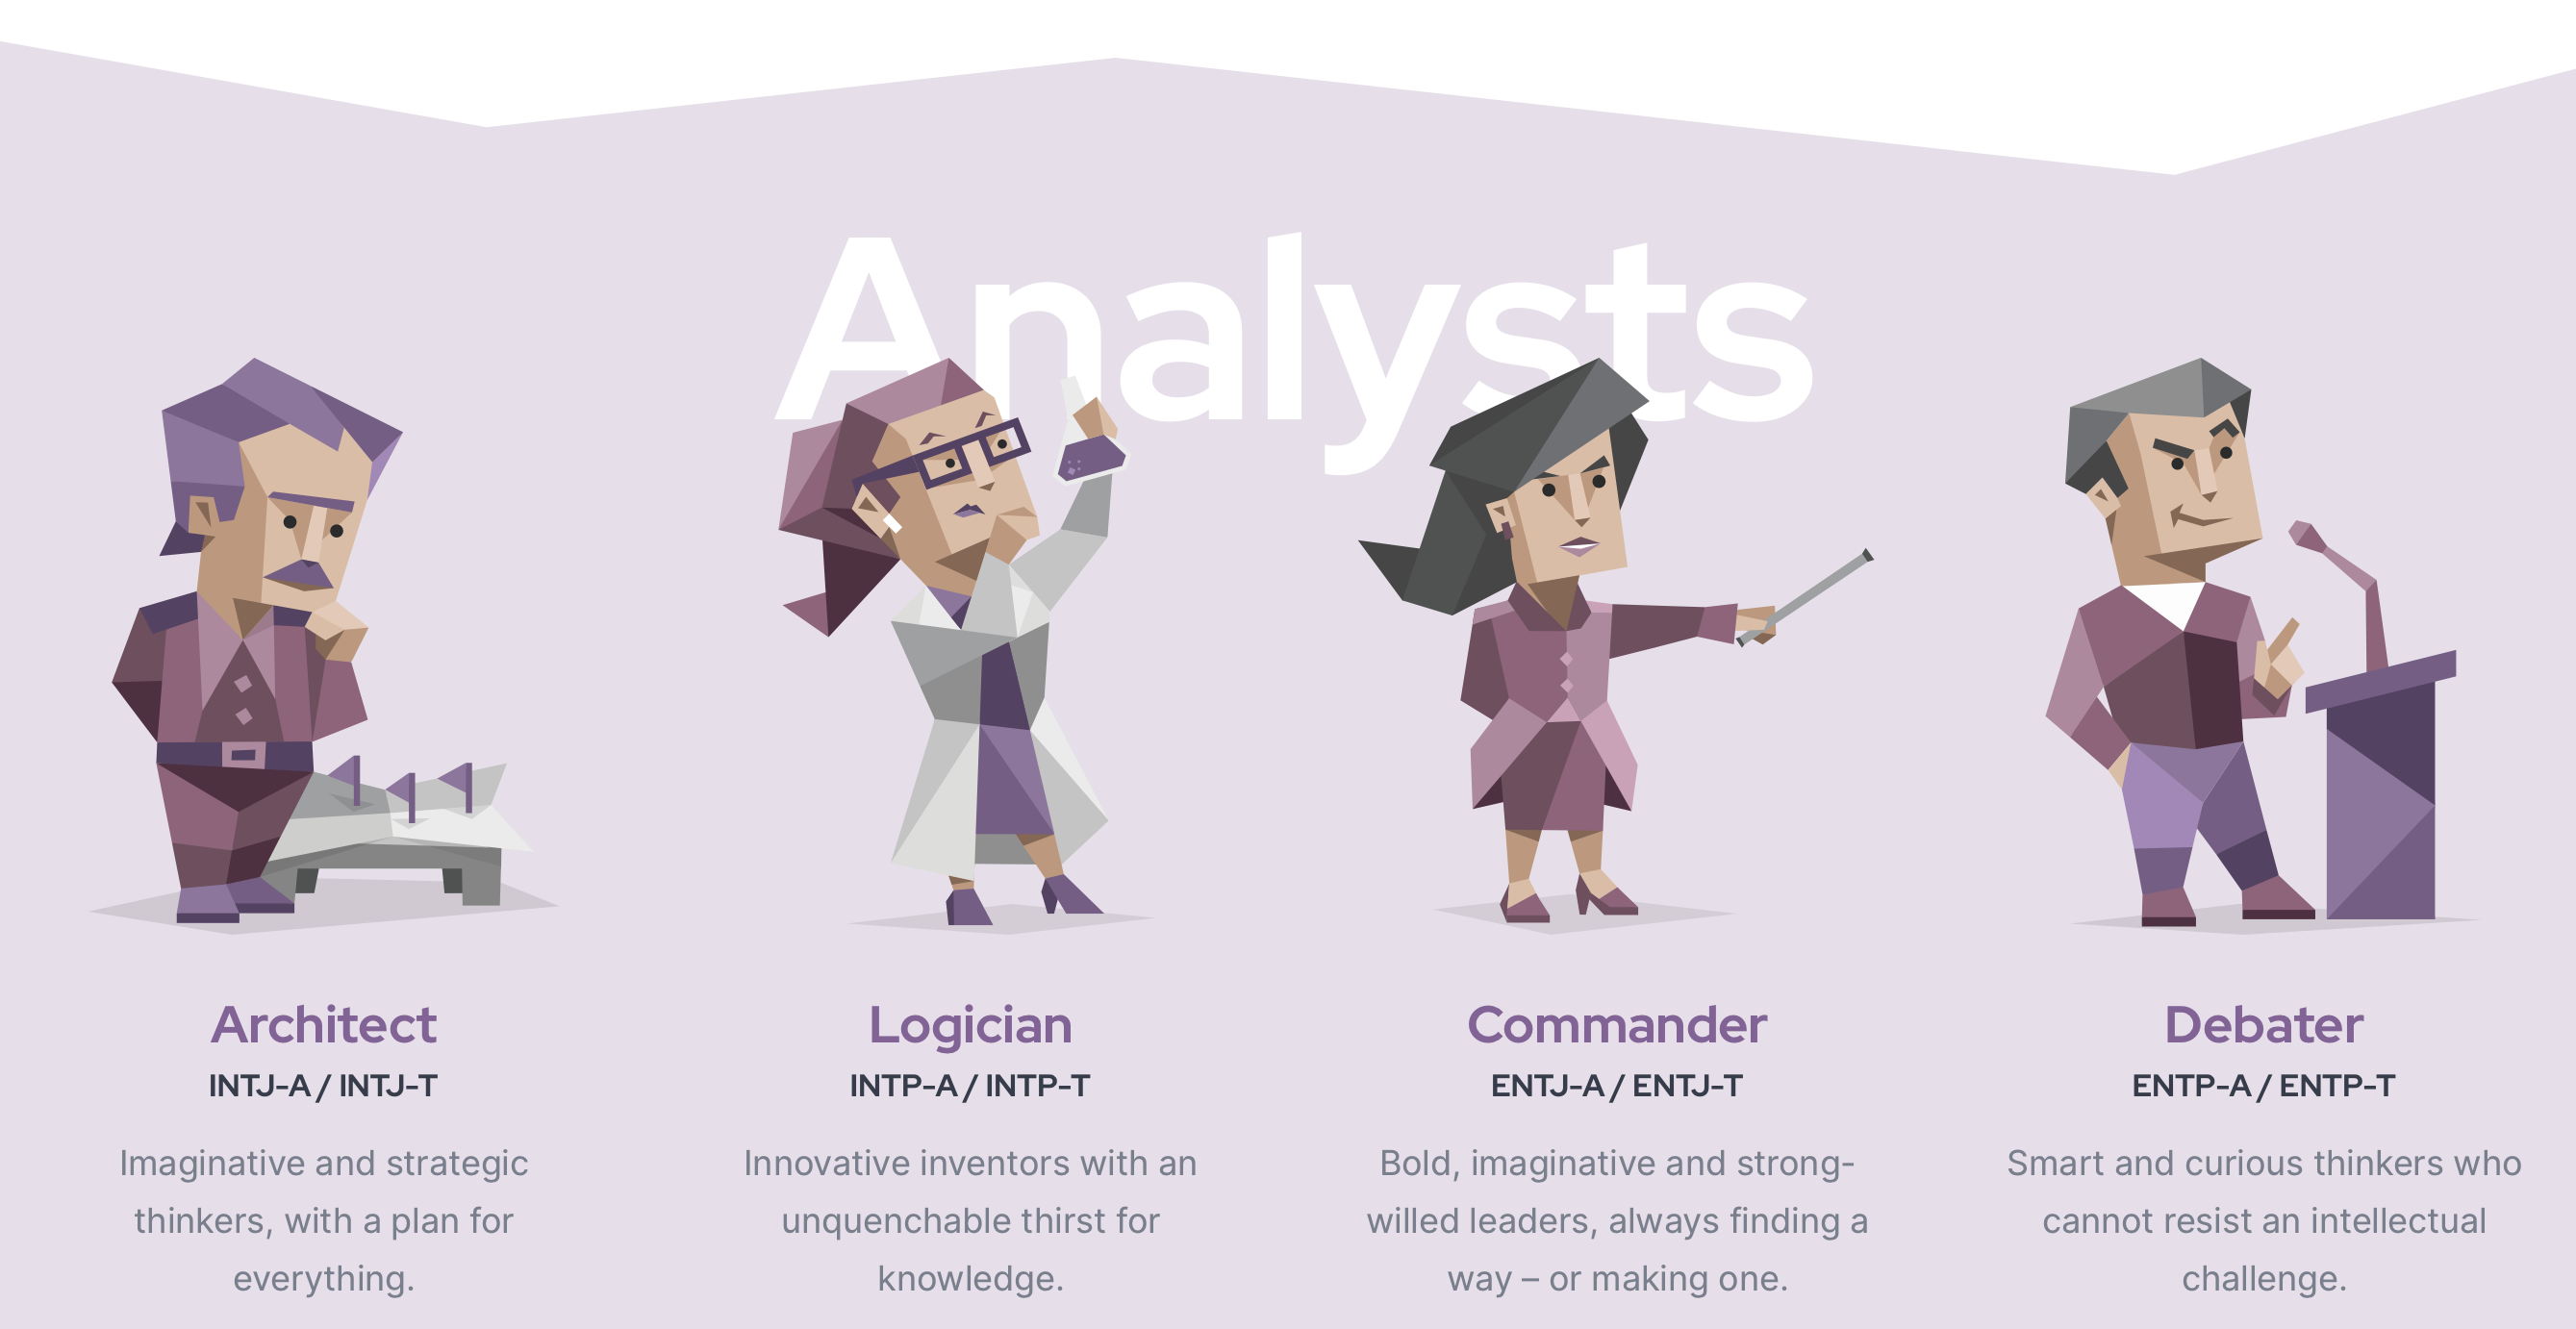 Analysts
Architect
INTJ-A / INTJ-T
Imaginative and strategic
thinkers, with a plan for
everything.
Logician
INTP-A / INTP-T
Innovative inventors with an
unquenchable thirst for
knowledge.
Commander
ENTJ-A / ENTJ-T
Bold, imaginative and strong-
willed leaders, always finding a
way – or making one.
Debater
ENTP-A / ENTP-T
Smart and curious thinkers who
cannot resist an intellectual
challenge.